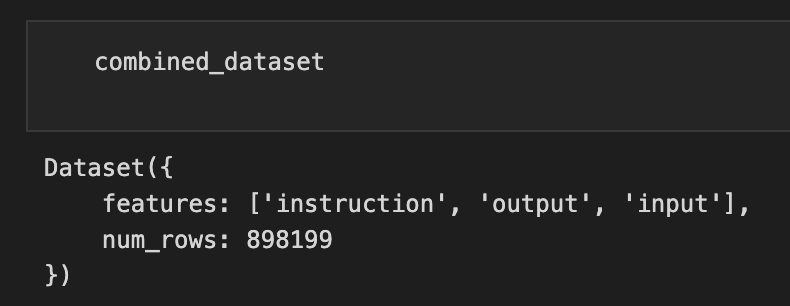 combined_dataset
Dataset({
    features: ['instruction', 'output', 'input'],
    num_rows: 898199
})